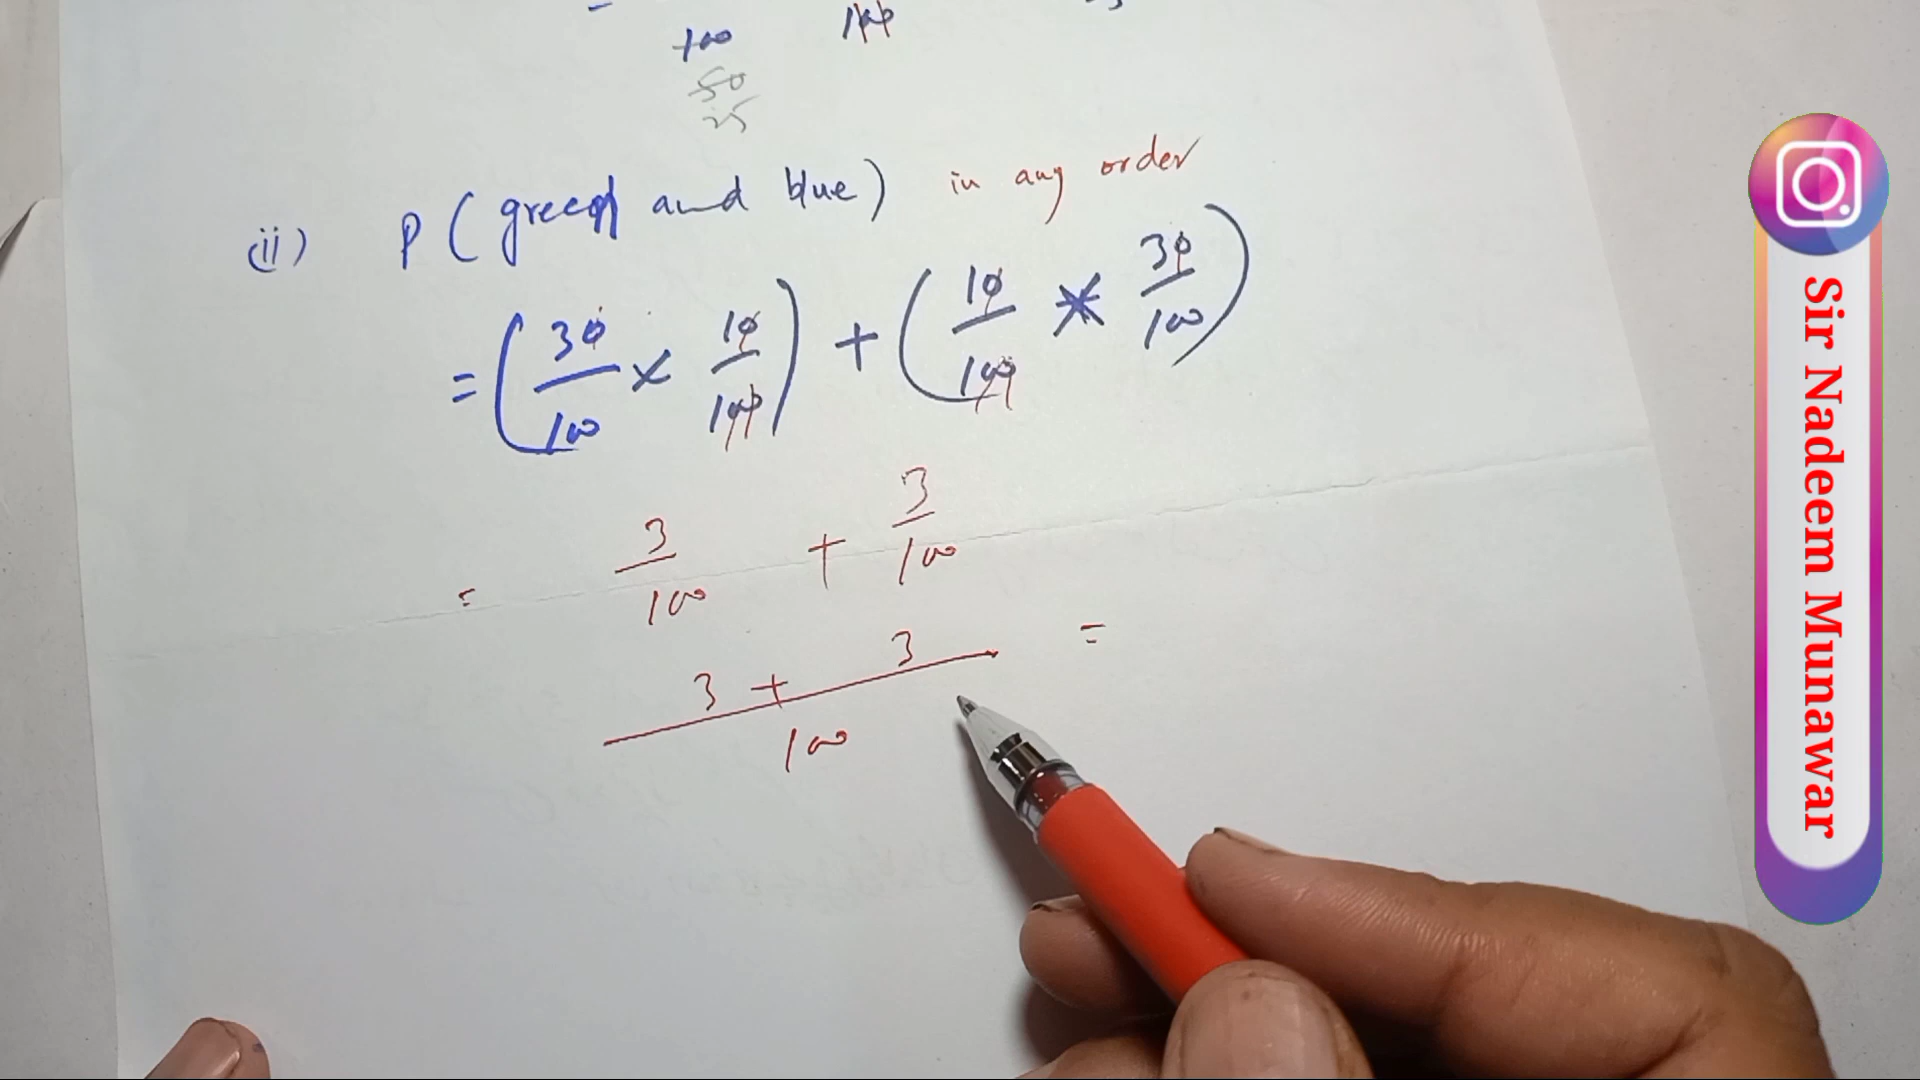 100 100
50
25
(ii) P ( green and blue ) in any order
= ( 30/100 × 10/100 ) + ( 10/100 × 30/100 )
= 3/100 + 3/100
3 + 3 / 100 =
Sir Nadeem Munawar